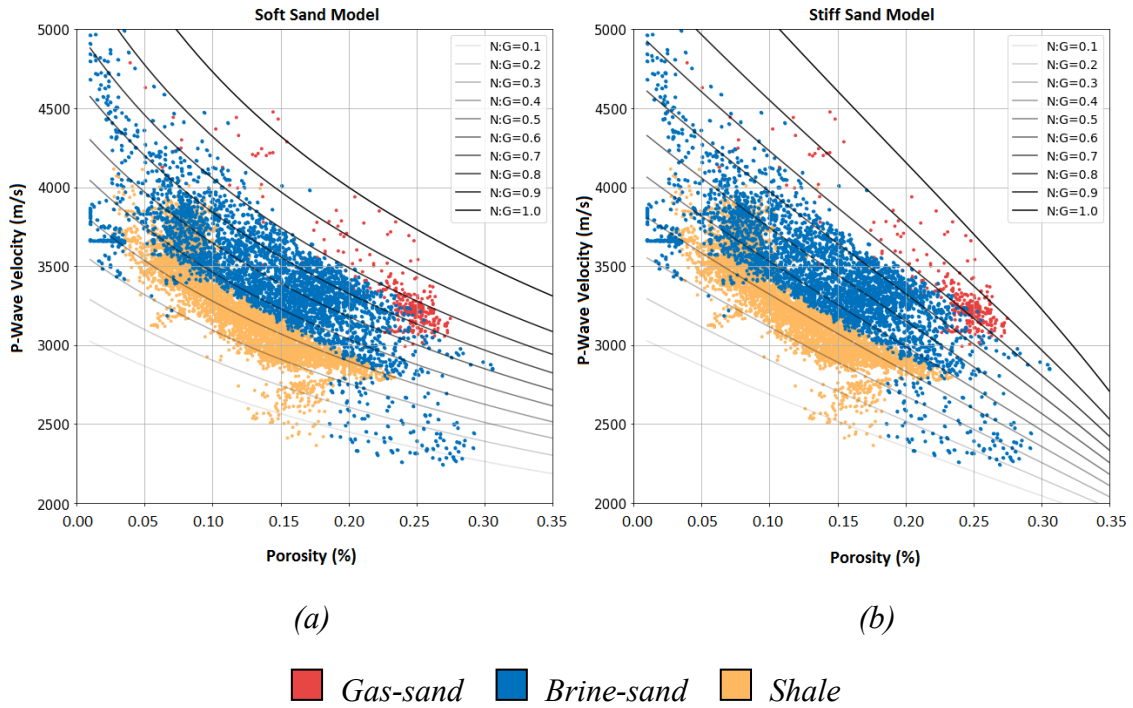 Soft Sand Model
5000
4500
4000
3500
3000
2500
2000
P-Wave Velocity (m/s)
N:G=0.1
N:G=0.2
N:G=0.3
N:G=0.4
N:G=0.5
N:G=0.6
N:G=0.7
N:G=0.8
N:G=0.9
N:G=1.0
0.00 0.05 0.10 0.15 0.20 0.25 0.30 0.35
Porosity (%)
(a)
Stiff Sand Model
5000
4500
4000
3500
3000
2500
2000
P-Wave Velocity (m/s)
N:G=0.1
N:G=0.2
N:G=0.3
N:G=0.4
N:G=0.5
N:G=0.6
N:G=0.7
N:G=0.8
N:G=0.9
N:G=1.0
0.00 0.05 0.10 0.15 0.20 0.25 0.30 0.35
Porosity (%)
(b)
Gas-sand Brine-sand Shale